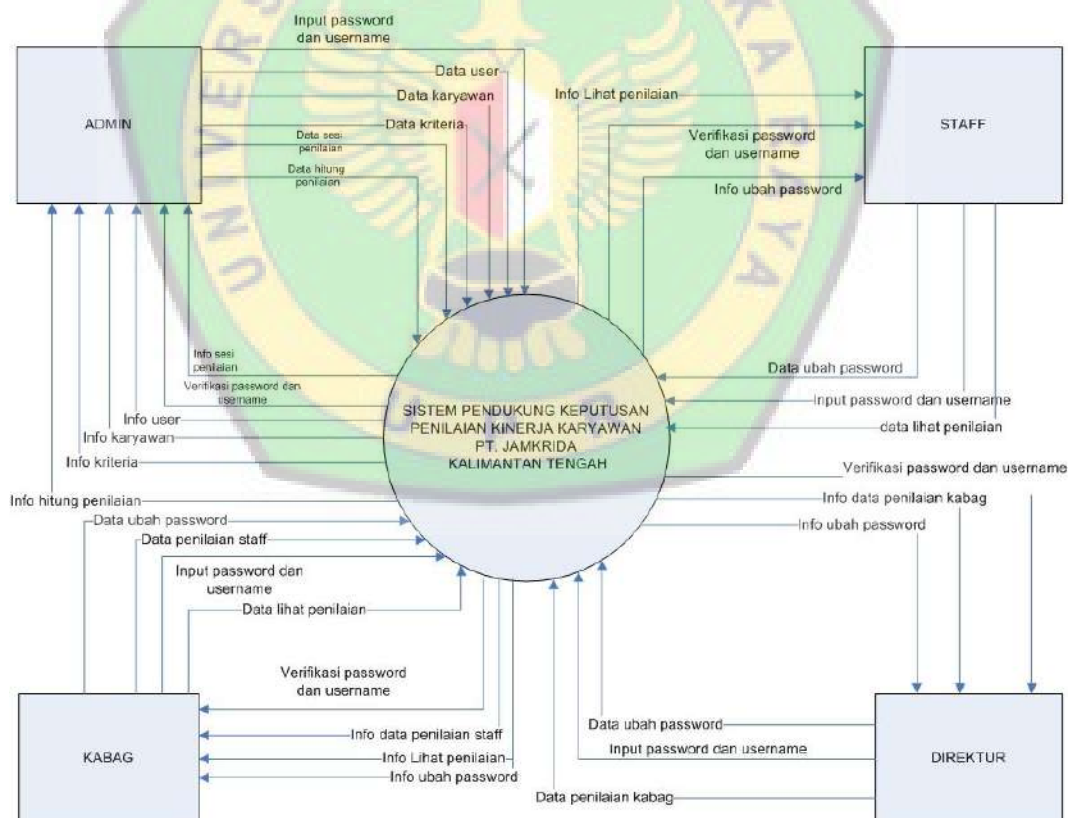 Input password
dan username
Data user
Data karyawan
Data kriteria
Data sesi
penilaian
Data hitung
penilaian
ADMIN
Info Lihat penilaian
Verifikasi password
dan username
Info ubah password
STAFF
UNIVERS
KA RAYA
U P R
Info sesi
penilaian
Verifikasi password dan
username
Info user
Info karyawan
Info kriteria
Info hitung penilaian
SISTEM PENDUKUNG KEPUTUSAN
PENILAIAN KINERJA KARYAWAN
PT. JAMKRIDA
KALIMANTAN TENGAH
Data ubah password
Input password dan username
data lihat penilaian
Verifikasi password dan username
Info data penilaian kabag
Info ubah password
Data ubah password
Data penilaian staff
Input password dan
username
Data lihat penilaian
Verifikasi password
dan username
Info data penilaian staff
Info Lihat penilaian
Info ubah password
KABAG
Data ubah password
Input password dan username
Data penilaian kabag
DIREKTUR